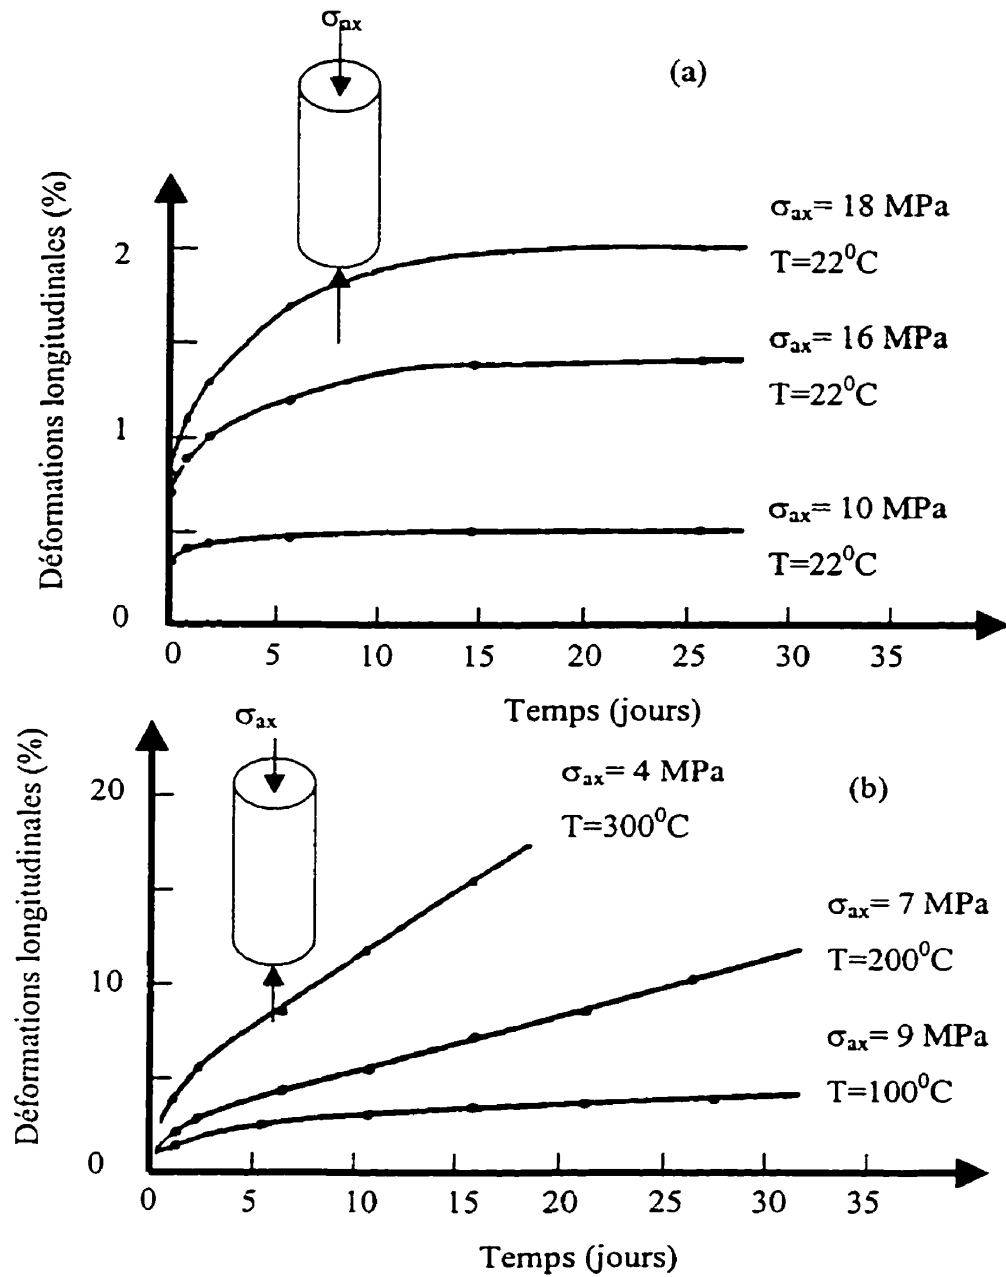 σax
(a)
Déformations longitudinales (%)
2
1
0
σax= 18 MPa
T=22⁰C
σax= 16 MPa
T=22⁰C
σax= 10 MPa
T=22⁰C
0 5 10 15 20 25 30 35
Temps (jours)
σax
(b)
Déformations longitudinales (%)
20
10
0
σax= 4 MPa
T=300⁰C
σax= 7 MPa
T=200⁰C
σax= 9 MPa
T=100⁰C
0 5 10 15 20 25 30
Temps (jours)